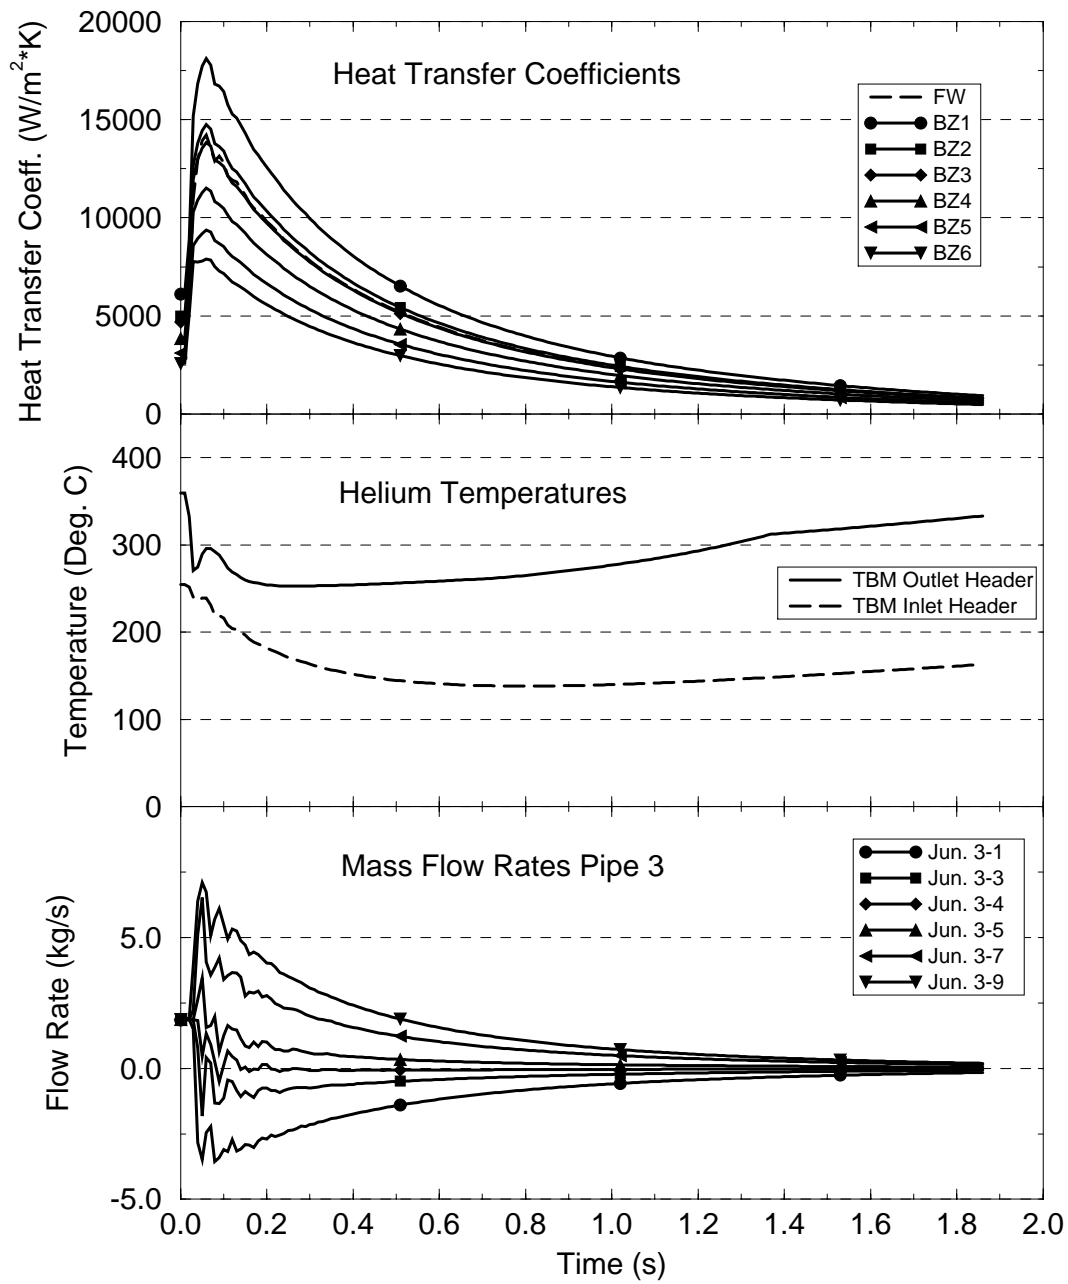 Heat Transfer Coeff. (W/m²*K)
20000
15000
10000
5000
0
Heat Transfer Coefficients
FW
BZ1
BZ2
BZ3
BZ4
BZ5
BZ6
Temperature (Deg. C)
400
300
200
100
0
Helium Temperatures
TBM Outlet Header
TBM Inlet Header
Flow Rate (kg/s)
5.0
0.0
-5.0
Mass Flow Rates Pipe 3
Jun. 3-1
Jun. 3-3
Jun. 3-4
Jun. 3-5
Jun. 3-7
Jun. 3-9
0.0 0.2 0.4 0.6 0.8 1.0 1.2 1.4 1.6 1.8 2.0
Time (s)